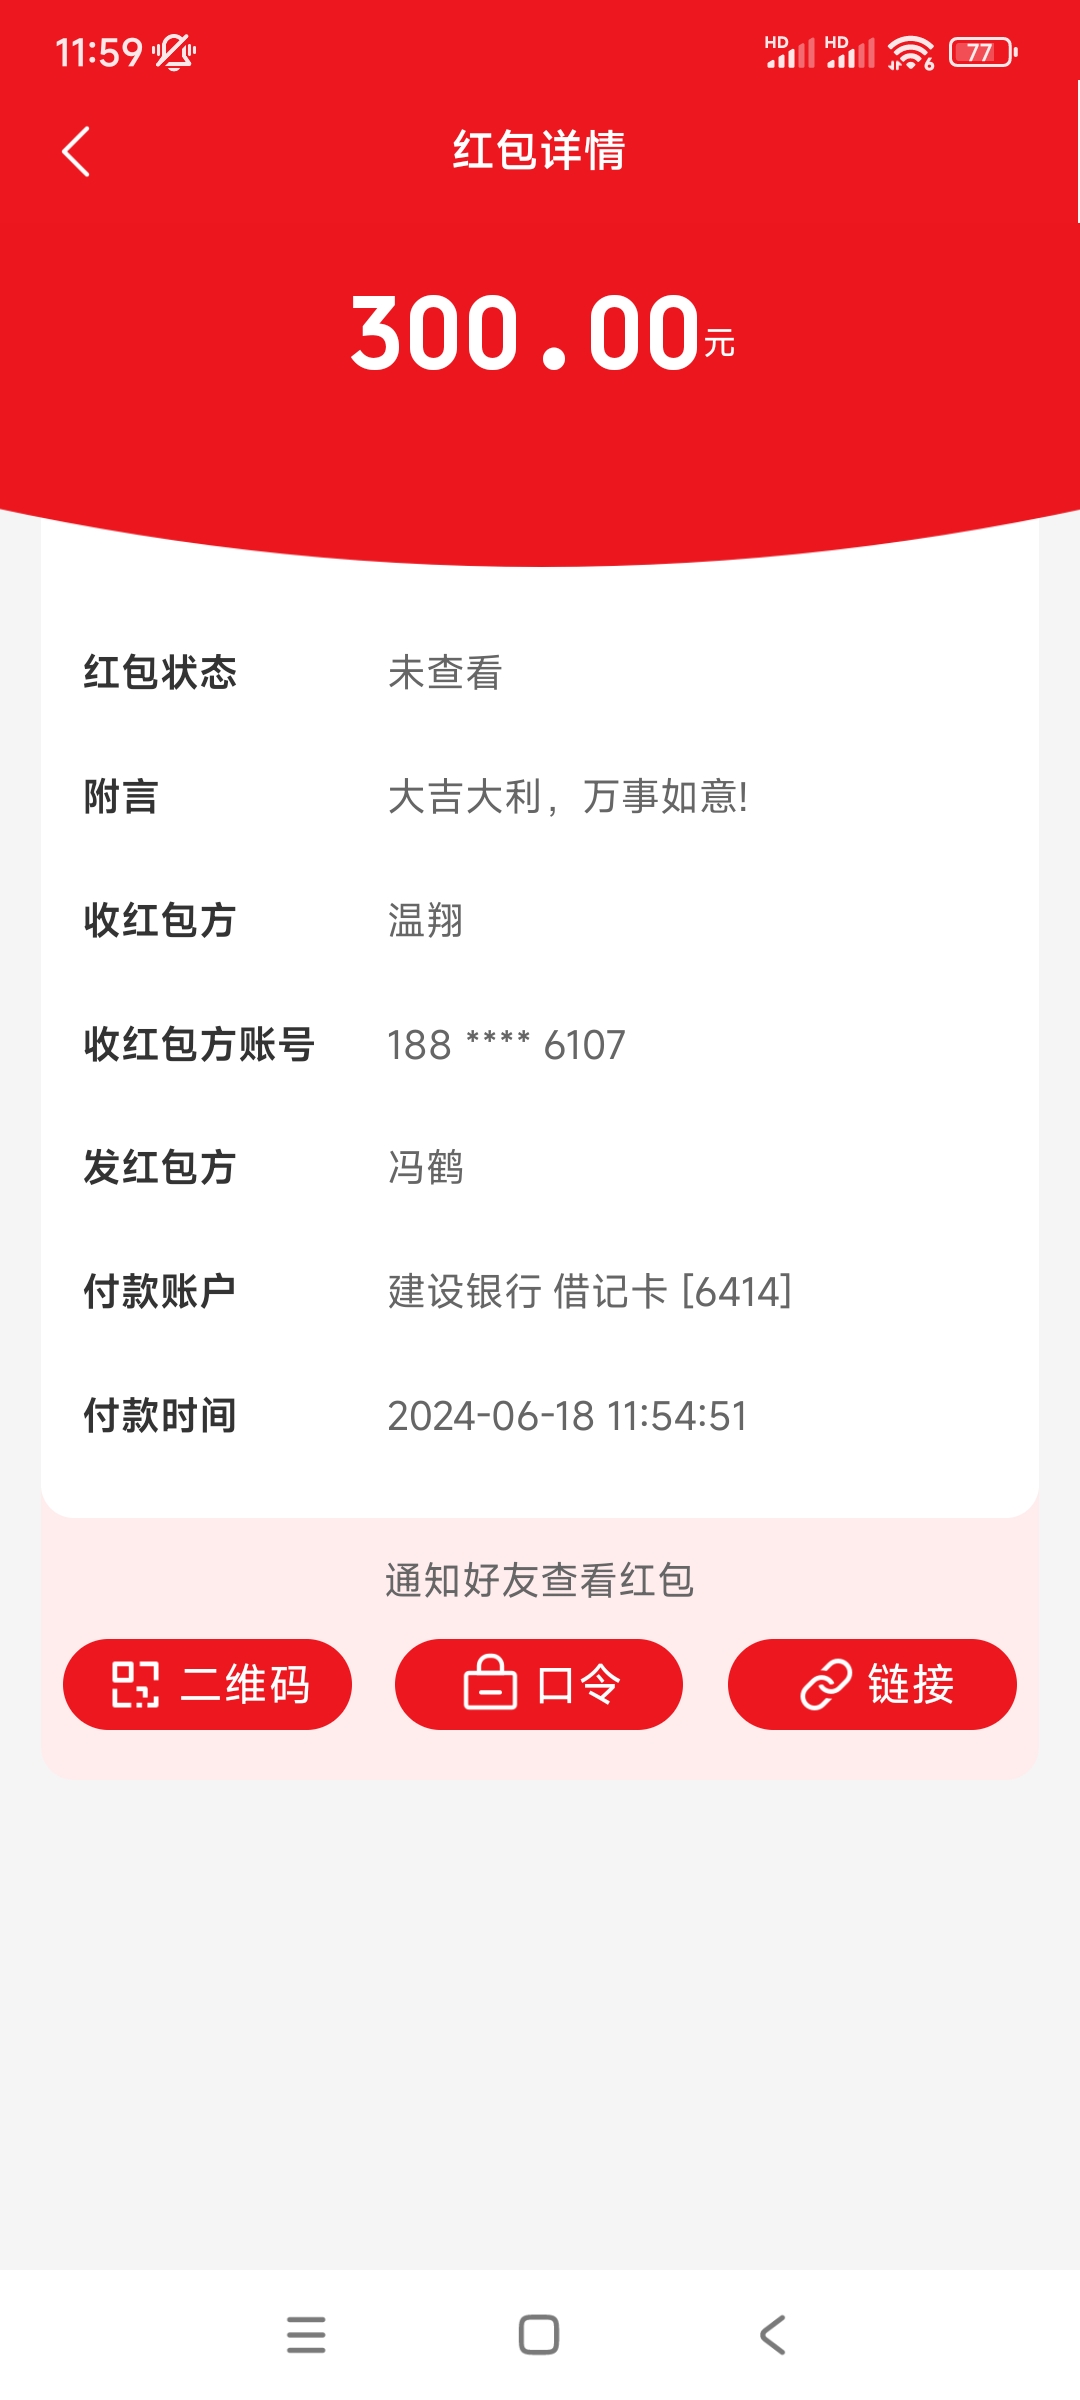 11:59 HD HD 6 77
红包详情
300.00元
红包状态 未查看
附言 大吉大利，万事如意!
收红包方 温翔
收红包方账号 188 **** 6107
发红包方 冯鹤
付款账户 建设银行 借记卡 [6414]
付款时间 2024-06-18 11:54:51
通知好友查看红包
二维码 口令 链接